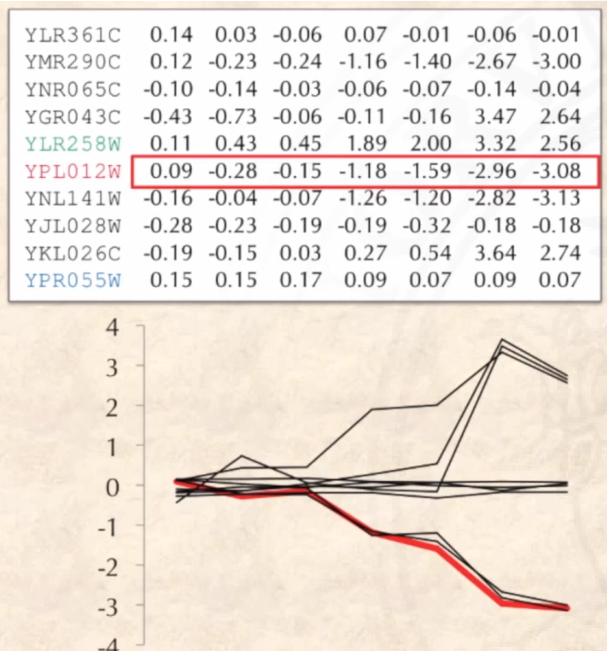 YLR361C 0.14 0.03 -0.06 0.07 -0.01 -0.06 -0.01
YMR290C 0.12 -0.23 -0.24 -1.16 -1.40 -2.67 -3.00
YNR065C -0.10 -0.14 -0.03 -0.06 -0.07 -0.14 -0.04
YGR043C -0.43 -0.73 -0.06 -0.11 -0.16 3.47 2.64
YLR258W 0.11 0.43 0.45 1.89 2.00 3.32 2.56
YPL012W 0.09 -0.28 -0.15 -1.18 -1.59 -2.96 -3.08
YNL141W -0.16 -0.04 -0.07 -1.26 -1.20 -2.82 -3.13
YJL028W -0.28 -0.23 -0.19 -0.19 -0.32 -0.18 -0.18
YKL026C -0.19 -0.15 0.03 0.27 0.54 3.64 2.74
YPR055W 0.15 0.15 0.17 0.09 0.07 0.09 0.07
4
3
2
1
0
-1
-2
-3
-4